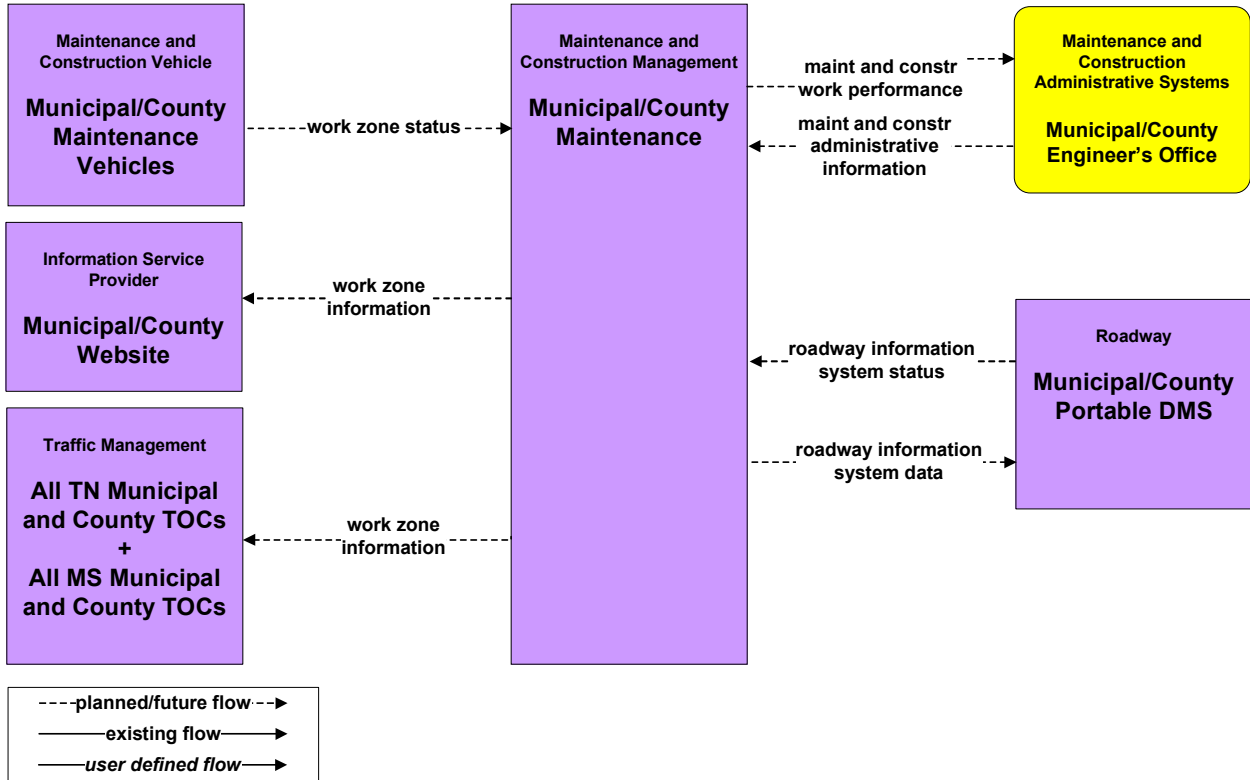 Maintenance and
Construction Vehicle
Municipal/County
Maintenance
Vehicles
work zone status
Maintenance and
Construction Management
Municipal/County
Maintenance
maint and constr
work performance
maint and constr
administrative
information
Maintenance and
Construction
Administrative Systems
Municipal/County
Engineer’s Office
Information Service
Provider
Municipal/County
Website
work zone
information
roadway information
system status
roadway information
system data
Roadway
Municipal/County
Portable DMS
Traffic Management
All TN Municipal
and County TOCs
+
All MS Municipal
and County TOCs
work zone
information
planned/future flow
existing flow
user defined flow